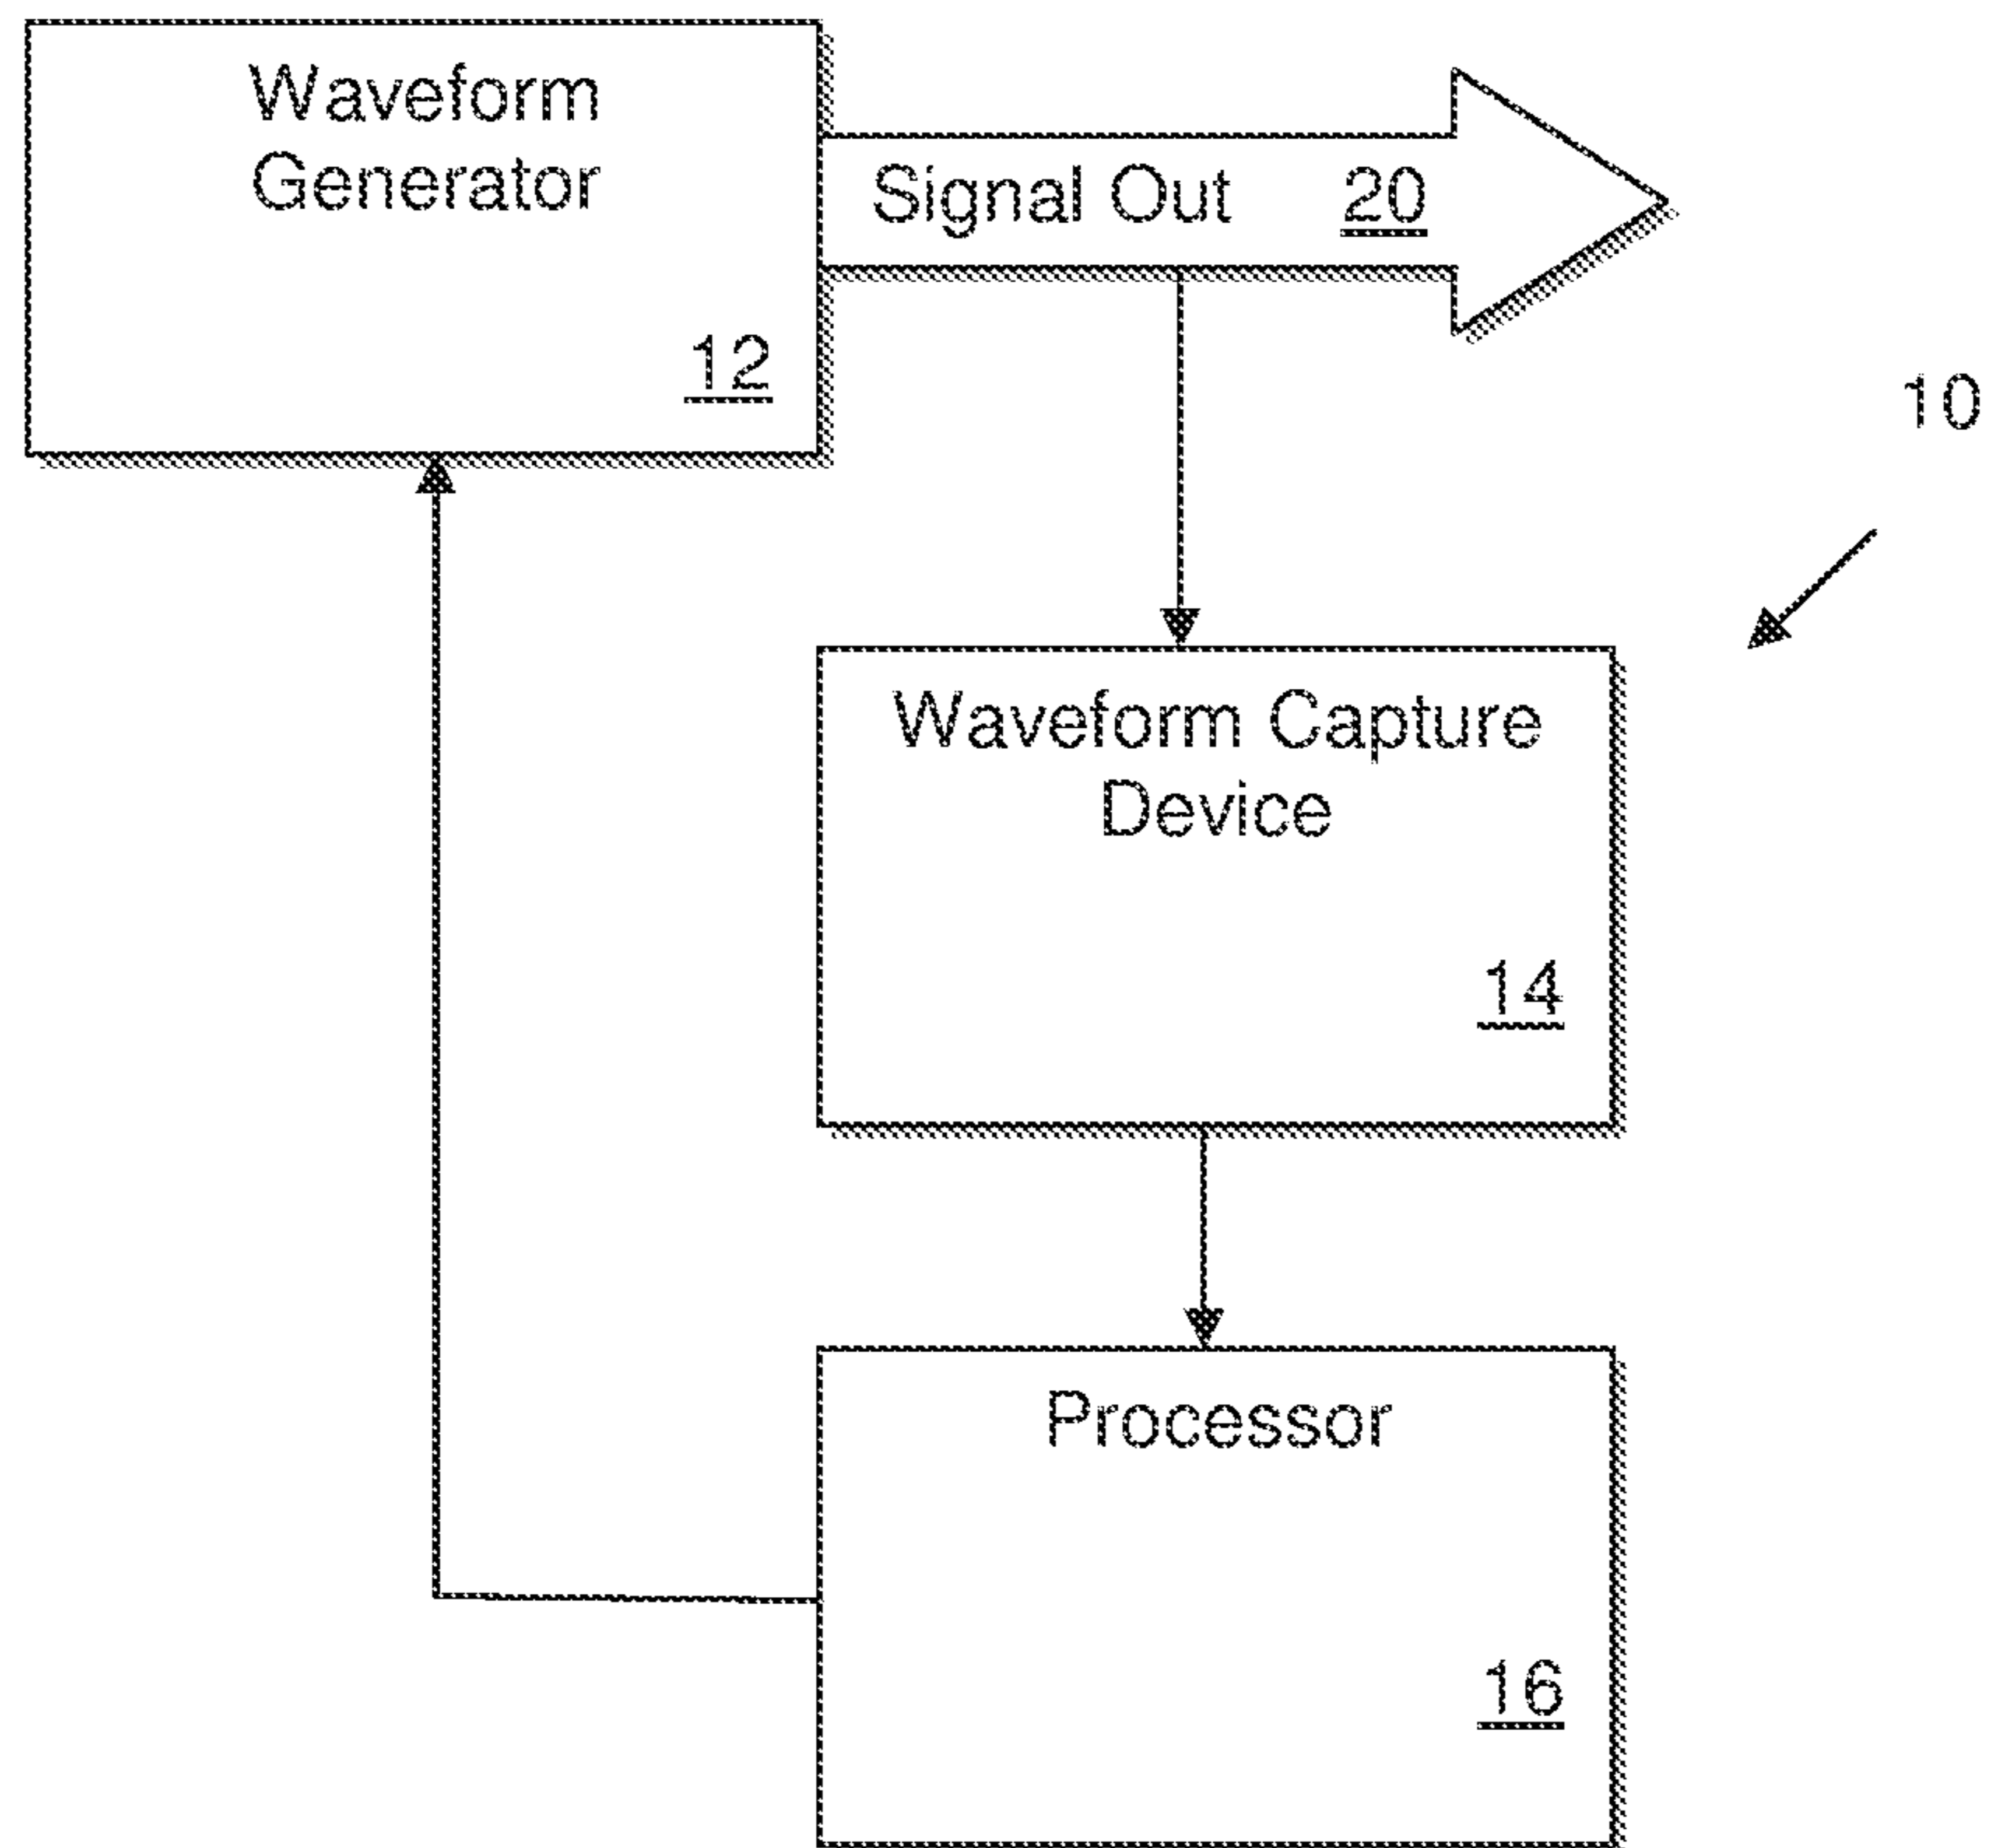 Waveform
Generator
12
Signal Out 20
10
Waveform Capture
Device
14
Processor
16